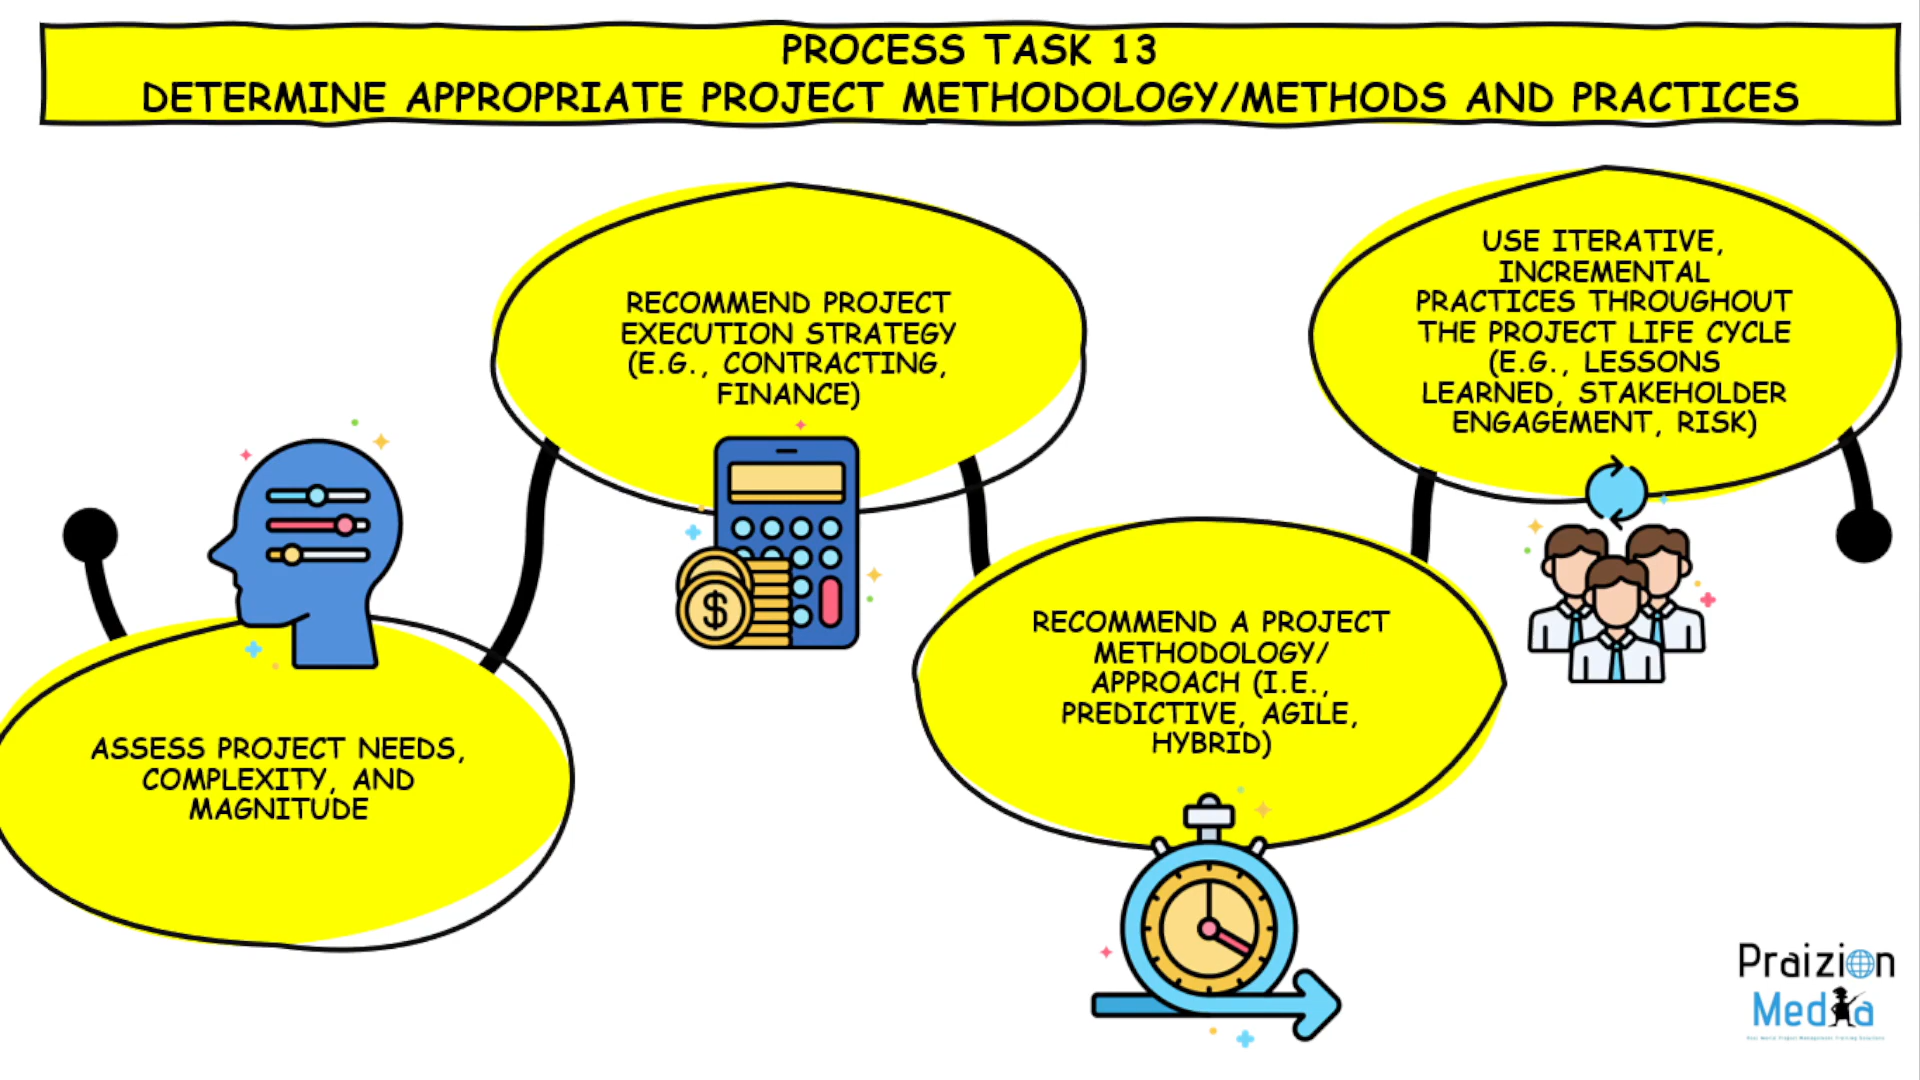 PROCESS TASK 13
DETERMINE APPROPRIATE PROJECT METHODOLOGY/METHODS AND PRACTICES
ASSESS PROJECT NEEDS,
COMPLEXITY, AND
MAGNITUDE
RECOMMEND PROJECT
EXECUTION STRATEGY
(E.G., CONTRACTING,
FINANCE)
$
RECOMMEND A PROJECT
METHODOLOGY/
APPROACH (I.E.,
PREDICTIVE, AGILE,
HYBRID)
USE ITERATIVE,
INCREMENTAL
PRACTICES THROUGHOUT
THE PROJECT LIFE CYCLE
(E.G., LESSONS
LEARNED, STAKEHOLDER
ENGAGEMENT, RISK)
Praizion
Media